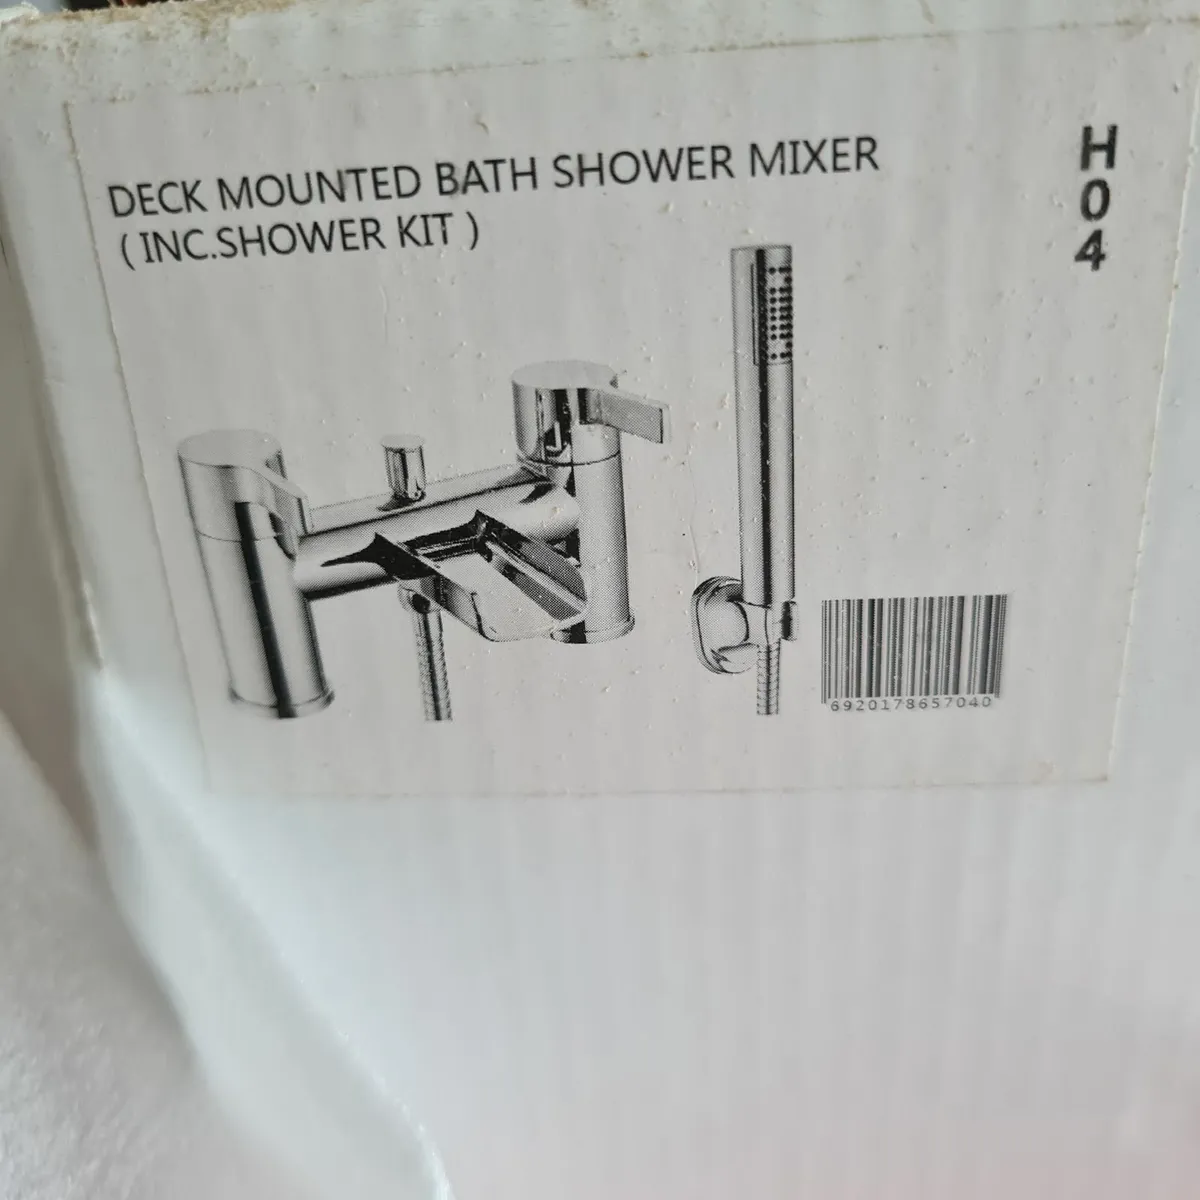 DECK MOUNTED BATH SHOWER MIXER
( INC.SHOWER KIT )
H
0
4
6920178657040